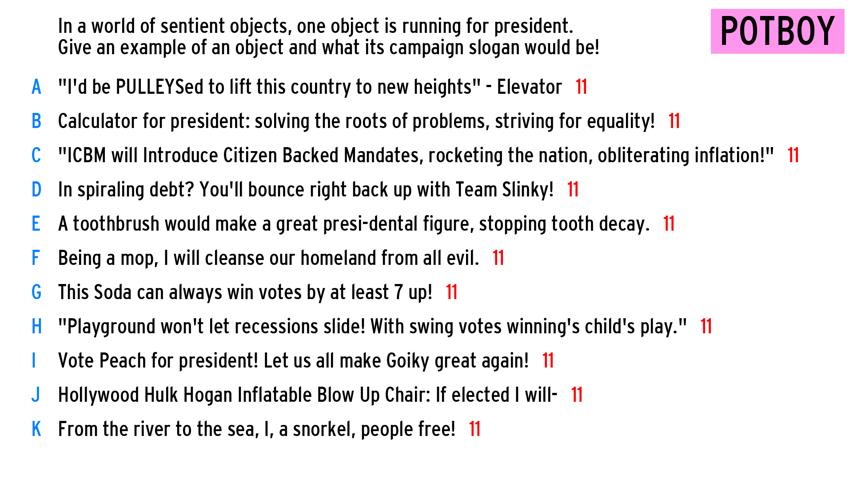 In a world of sentient objects, one object is running for president.
Give an example of an object and what its campaign slogan would be!
POTBOY
A "I'd be PULLEYSed to lift this country to new heights" - Elevator 11
B Calculator for president: solving the roots of problems, striving for equality! 11
C "ICBM will Introduce Citizen Backed Mandates, rocketing the nation, obliterating inflation!" 11
D In spiraling debt? You'll bounce right back up with Team Slinky! 11
E A toothbrush would make a great presi-dental figure, stopping tooth decay. 11
F Being a mop, I will cleanse our homeland from all evil. 11
G This Soda can always win votes by at least 7 up! 11
H "Playground won't let recessions slide! With swing votes winning's child's play." 11
I Vote Peach for president! Let us all make Goiky great again! 11
J Hollywood Hulk Hogan Inflatable Blow Up Chair: If elected I will- 11
K From the river to the sea, I, a snorkel, people free! 11